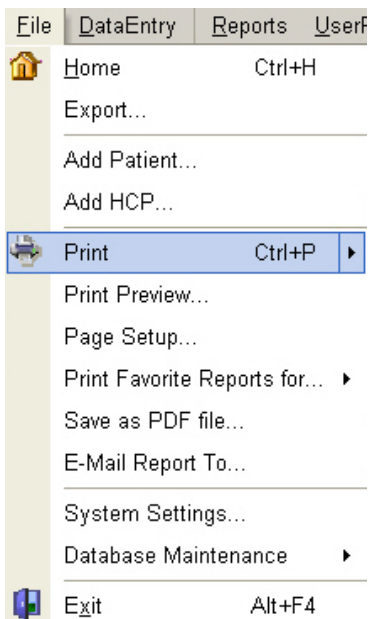 File DataEntry Reports UserF
Home Ctrl+H
Export...
Add Patient...
Add HCP...
Print Ctrl+P
Print Preview...
Page Setup...
Print Favorite Reports for...
Save as PDF file...
E-Mail Report To...
System Settings...
Database Maintenance
Exit Alt+F4